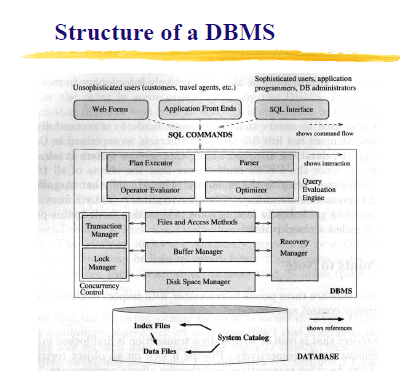 Structure of a DBMS
Unsophisticated users (customers, travel agents, etc.)
Sophisticated users, application
programmers, DB administrators
Web Forms
Application Front Ends
SQL Interface
SQL COMMANDS
shows command flow
Plan Executor
Parser
shows interaction
Operator Evaluator
Optimizer
Query
Evaluation
Engine
Transaction
Manager
Files and Access Methods
Recovery
Manager
Buffer Manager
Lock
Manager
Disk Space Manager
Concurrency
Control
DBMS
Index Files
shows references
System Catalog
Data Files
DATABASE